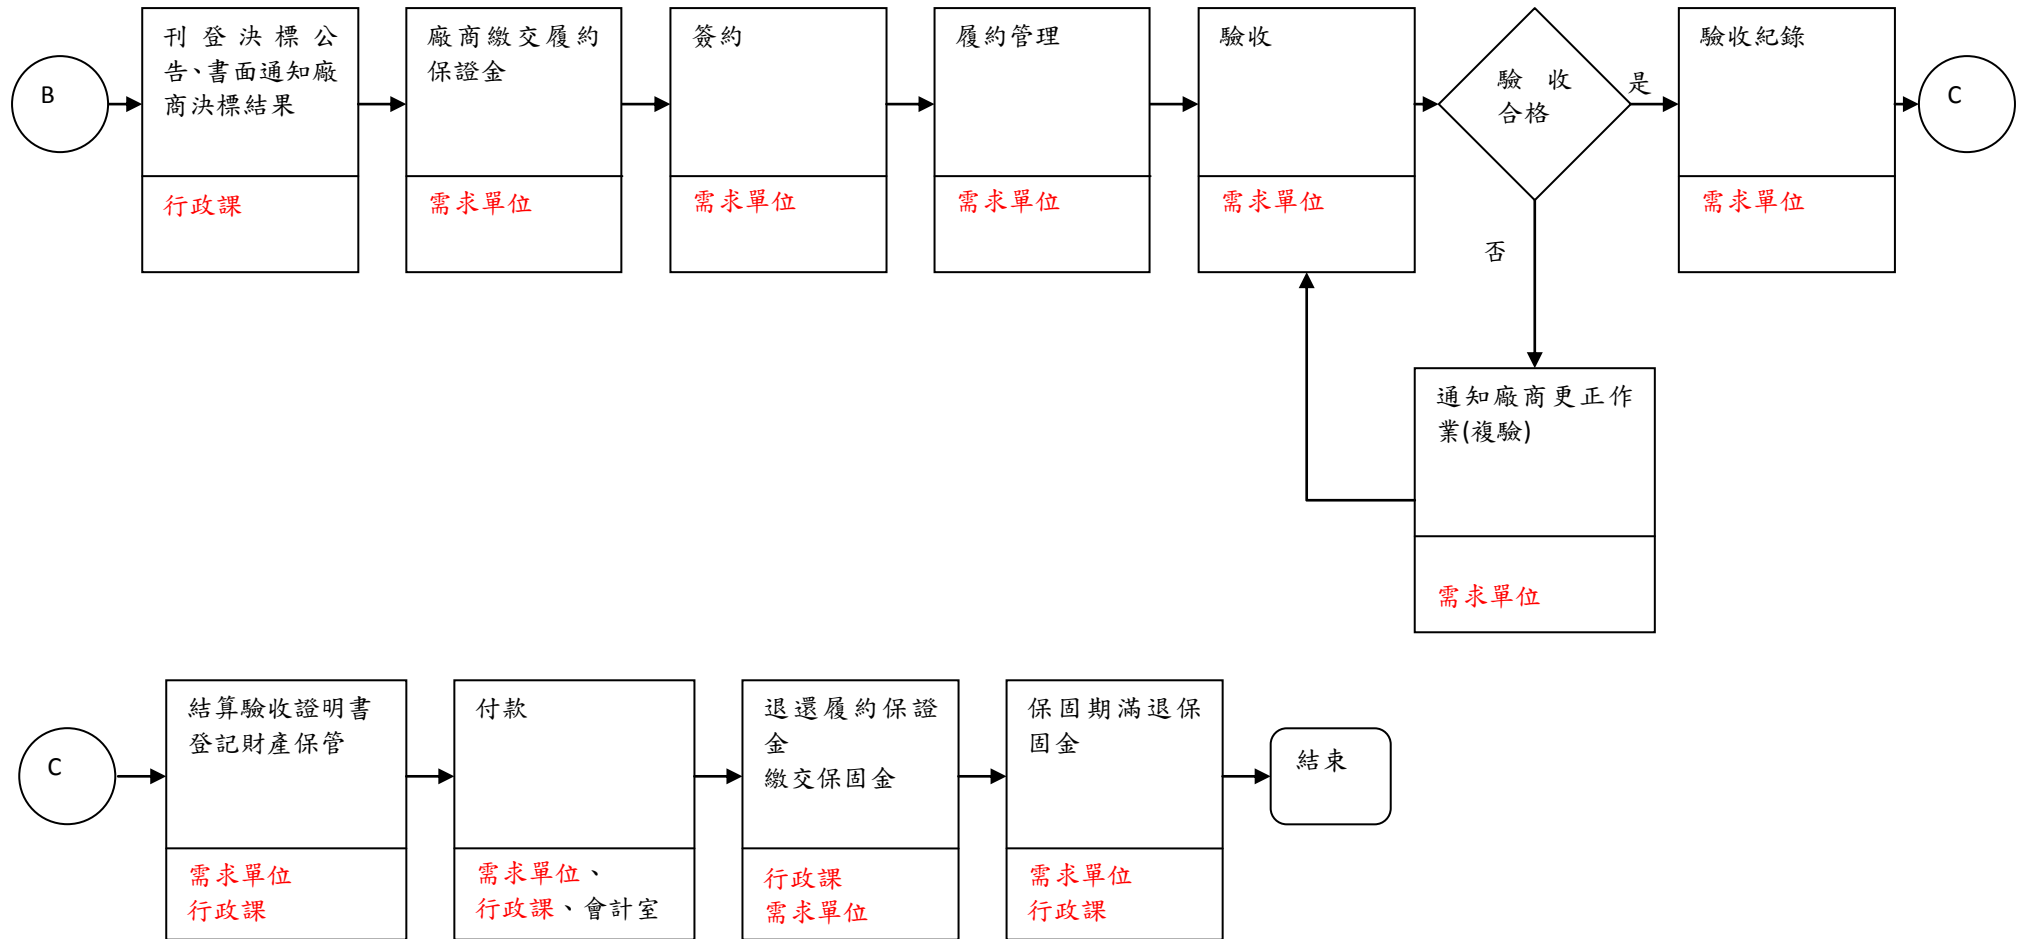 B
刊登決標公
告、書面通知廠
商決標結果
行政課
廠商繳交履約
保證金
需求單位
簽約
需求單位
履約管理
需求單位
驗收
需求單位
驗收
合格
是
否
驗收紀錄
需求單位
C
通知廠商更正作
業(複驗)
需求單位
C
結算驗收證明書
登記財產保管
需求單位
行政課
付款
需求單位、
行政課、會計室
退還履約保證
金
繳交保固金
行政課
需求單位
保固期滿退保
固金
需求單位
行政課
結束